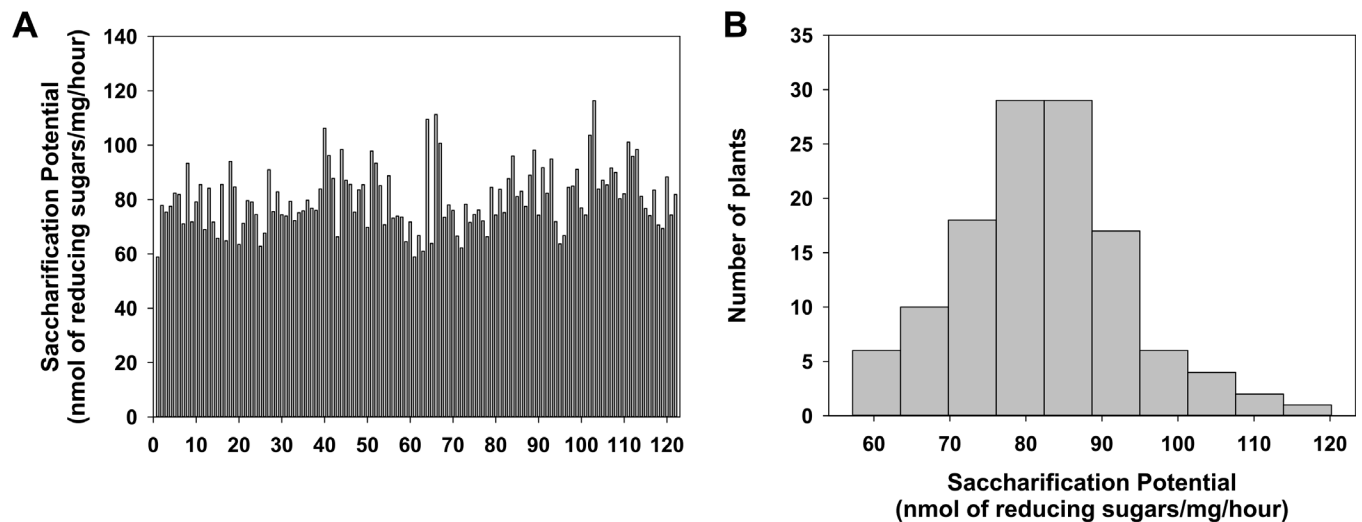 A
Saccharification Potential
(nmol of reducing sugars/mg/hour)
140
120
100
80
60
40
20
0
0 10 20 30 40 50 60 70 80 90 100 110 120
B
Number of plants
35
30
25
20
15
10
5
0
60 70 80 90 100 110 120
Saccharification Potential
(nmol of reducing sugars/mg/hour)